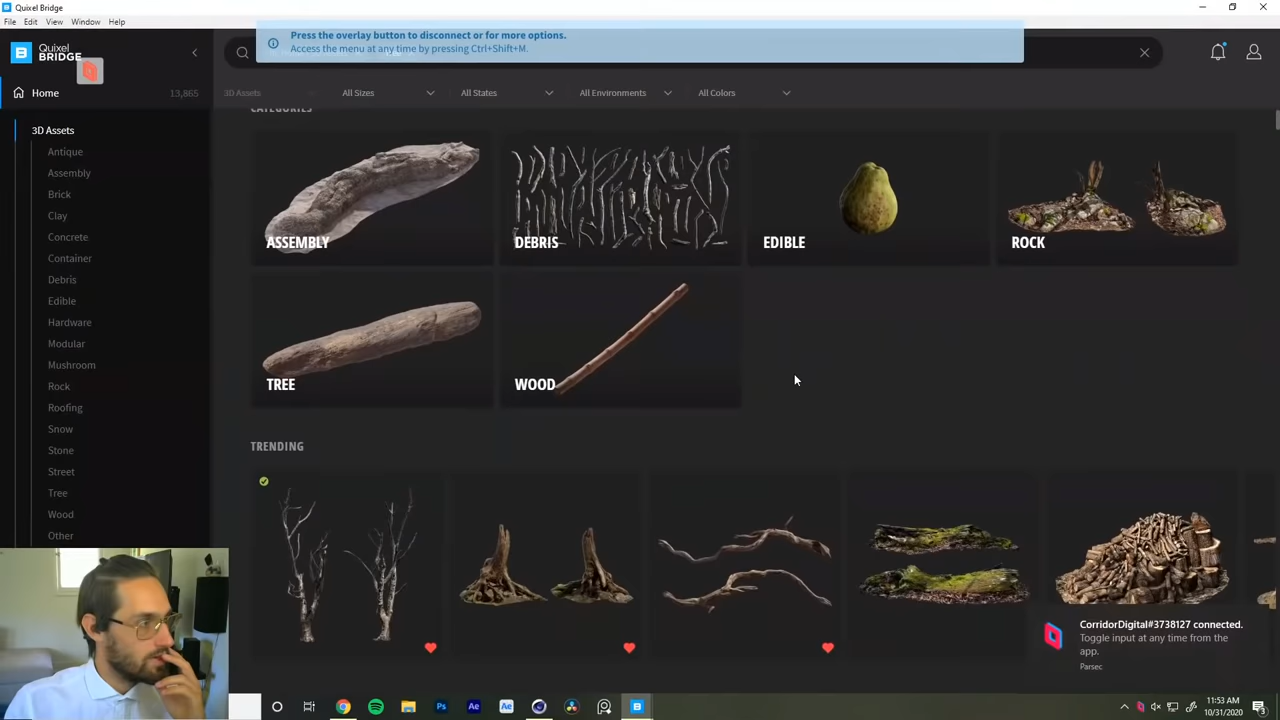 Quixel Bridge
File Edit View Window Help
Press the overlay button to disconnect or for more options.
Access the menu at any time by pressing Ctrl+Shift+M.
Quixel
BRIDGE
Home 13,865
3D Assets All Sizes All States All Environments All Colors
CATEGORIES
3D Assets
Antique
Assembly
Brick
Clay
Concrete
Container
Debris
Edible
Hardware
Modular
Mushroom
Rock
Roofing
Snow
Stone
Street
Tree
Wood
Other
ASSEMBLY DEBRIS EDIBLE ROCK
TREE WOOD
TRENDING
CorridorDigital#3738127 connected.
Toggle input at any time from the
app.
Parsec
Ps Ae Ae
11:53 AM
10/31/2020